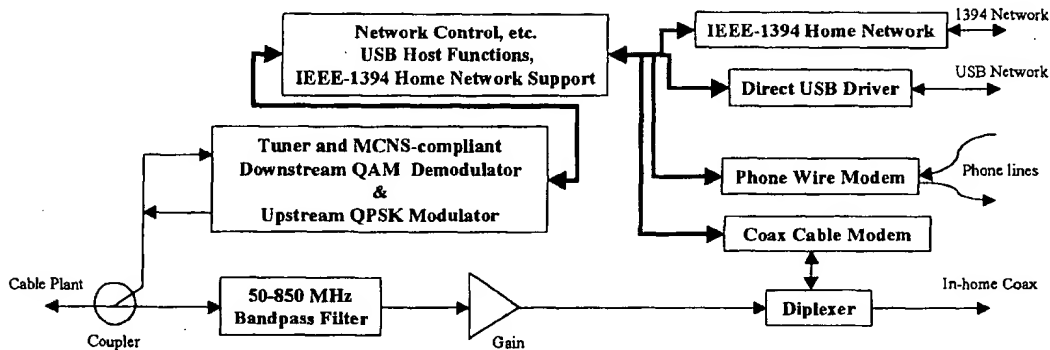 Network Control, etc.
USB Host Functions,
IEEE-1394 Home Network Support
IEEE-1394 Home Network
1394 Network
Direct USB Driver
USB Network
Tuner and MCNS-compliant
Downstream QAM Demodulator
&
Upstream QPSK Modulator
Phone Wire Modem
Phone lines
Coax Cable Modem
Cable Plant
Coupler
50-850 MHz
Bandpass Filter
Gain
Diplexer
In-home Coax